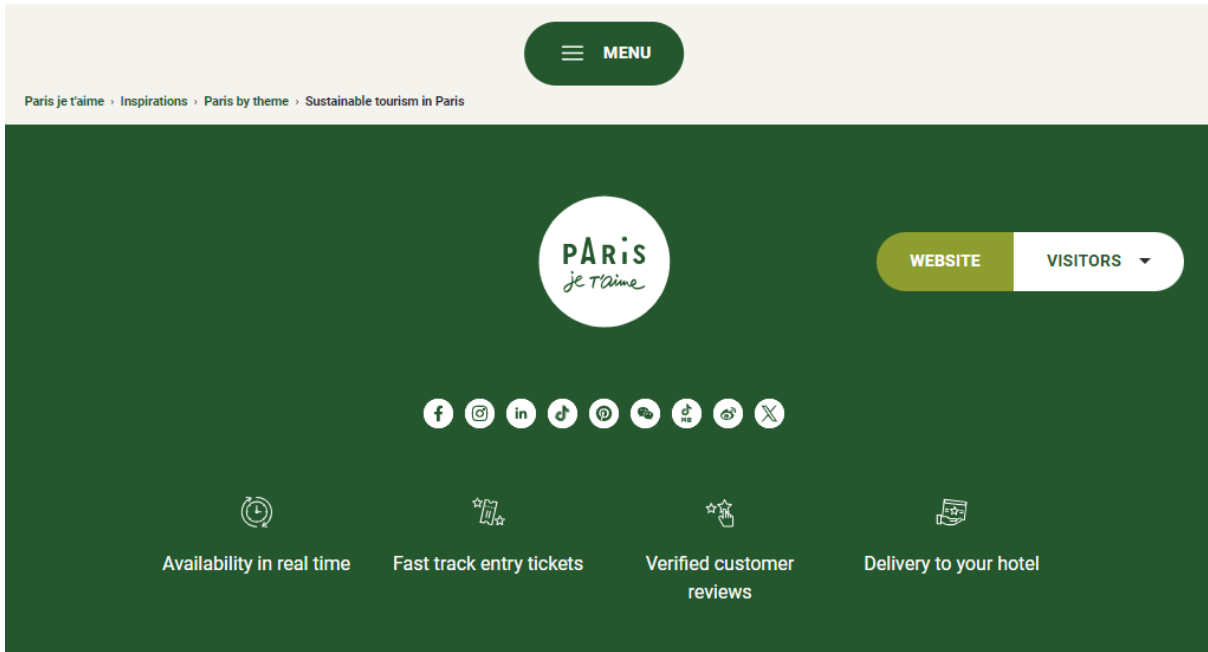 MENU
Paris je t'aime › Inspirations › Paris by theme › Sustainable tourism in Paris
PARis
je t'aime
WEBSITE
VISITORS
Availability in real time
Fast track entry tickets
Verified customer
reviews
Delivery to your hotel